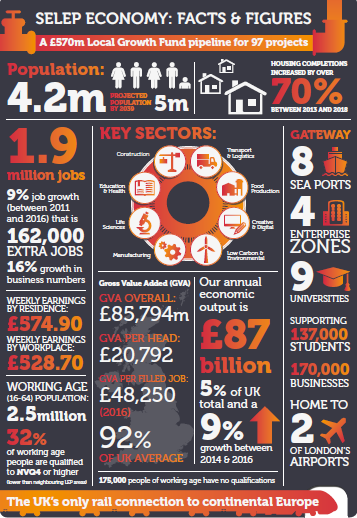 SELEP ECONOMY: FACTS & FIGURES
A £570m Local Growth Fund pipeline for 97 projects
Population:
4.2m
PROJECTED
POPULATION
BY 2039
5m
HOUSING COMPLETIONS
INCREASED BY OVER
70%
BETWEEN 2013 AND 2018
1.9
million jobs
9% job growth
(between 2011
and 2016) that is
162,000
EXTRA JOBS
16% growth in
business numbers
WEEKLY EARNINGS
BY RESIDENCE:
£574.90
WEEKLY EARNINGS
BY WORKPLACE:
£528.70
WORKING AGE
(16-64) POPULATION:
2.5million
32%
of working age
people are qualified
to NVQ4 or higher
(lower than neighbouring LEP areas)
KEY SECTORS:
Construction
Transport
& Logistics
Education
& Health
Food
Production
Life
Sciences
Creative
& Digital
Manufacturing
Low Carbon &
Environmental
Gross Value Added (GVA)
GVA OVERALL:
£85,794m
GVA PER HEAD:
£20,792
GVA PER FILLED JOB:
£48,250
(2016)
92%
OF UK AVERAGE
Our annual
economic
output is
£87
billion
5% of UK
total and a
9%
growth between
2014 & 2016
175,000 people of working age have no qualifications
GATEWAY
8
SEA PORTS
4
ENTERPRISE
ZONES
9
UNIVERSITIES
SUPPORTING
137,000
STUDENTS
170,000
BUSINESSES
HOME TO
2
OF LONDON'S
AIRPORTS
The UK's only rail connection to continental Europe